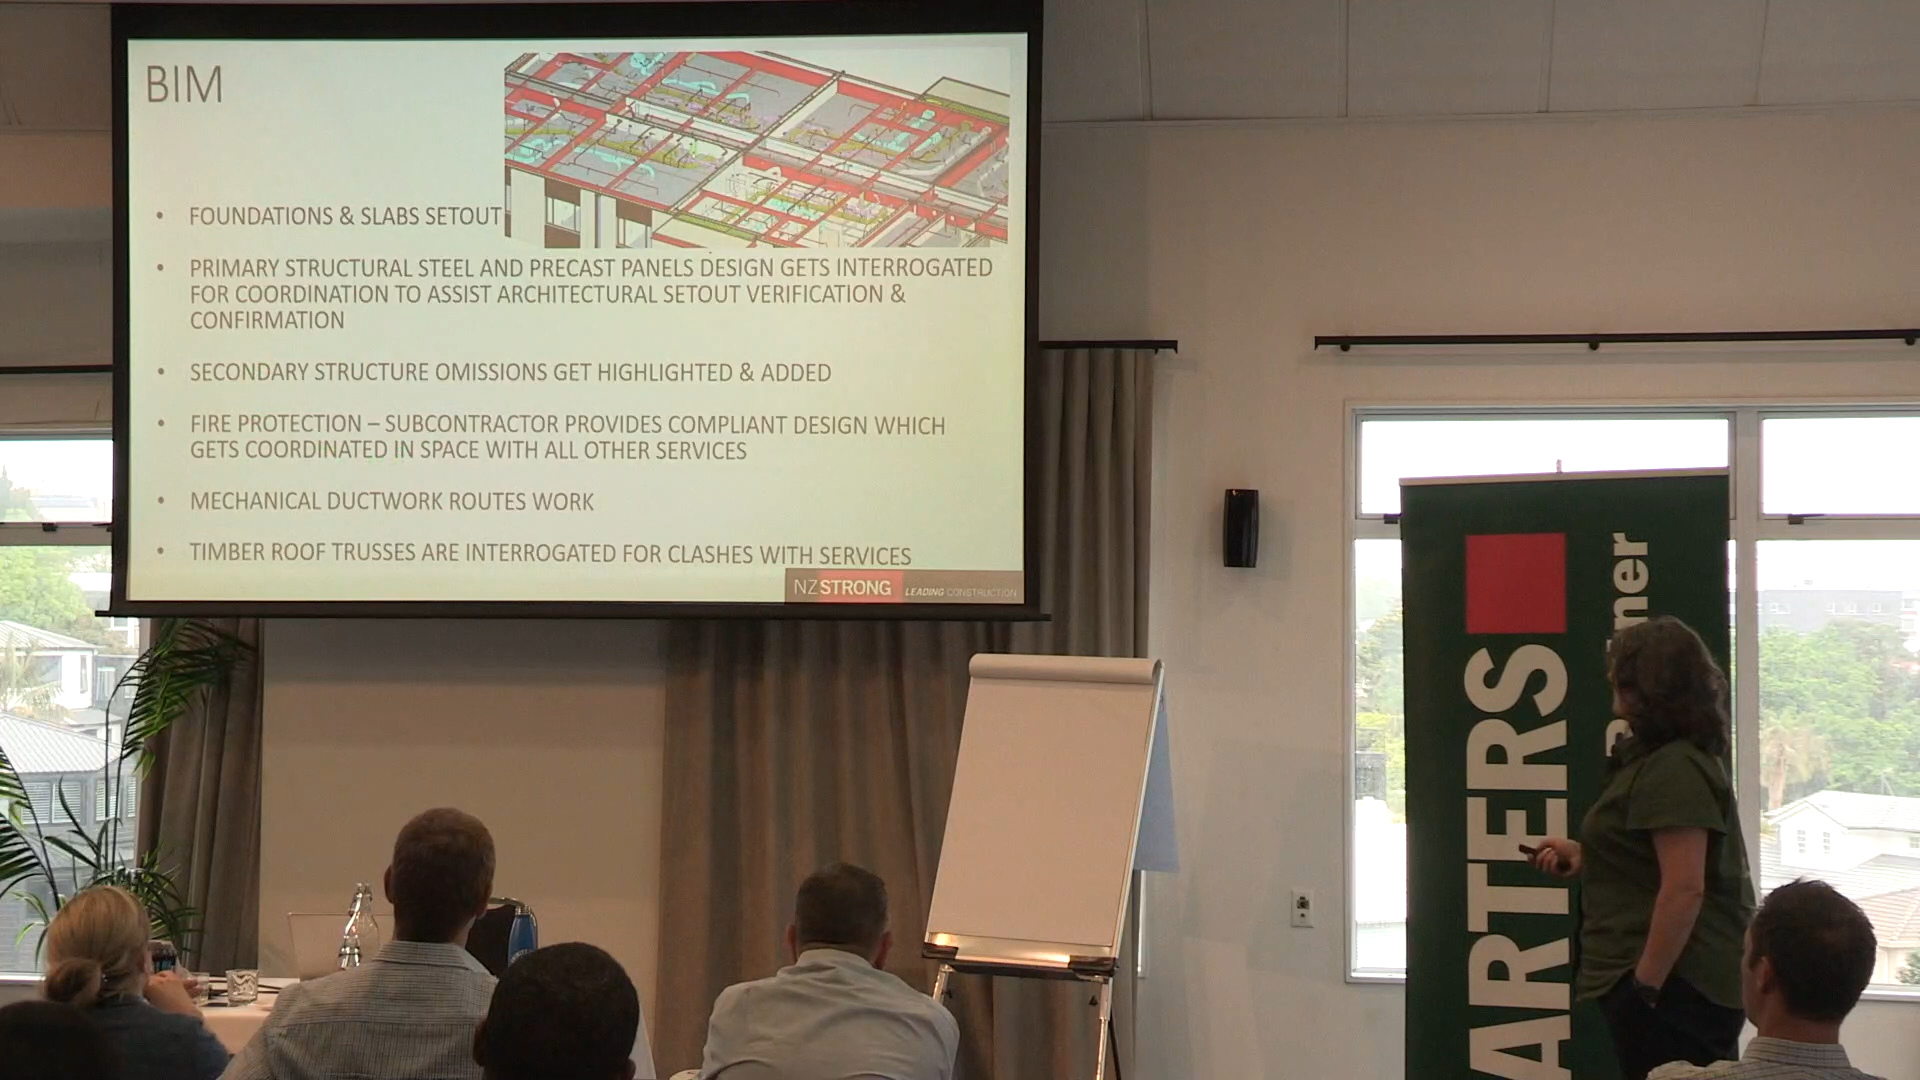 BIM
• FOUNDATIONS & SLABS SETOUT
• PRIMARY STRUCTURAL STEEL AND PRECAST PANELS DESIGN GETS INTERROGATED
FOR COORDINATION TO ASSIST ARCHITECTURAL SETOUT VERIFICATION &
CONFIRMATION
• SECONDARY STRUCTURE OMISSIONS GET HIGHLIGHTED & ADDED
• FIRE PROTECTION – SUBCONTRACTOR PROVIDES COMPLIANT DESIGN WHICH
GETS COORDINATED IN SPACE WITH ALL OTHER SERVICES
• MECHANICAL DUCTWORK ROUTES WORK
• TIMBER ROOF TRUSSES ARE INTERROGATED FOR CLASHES WITH SERVICES
NZSTRONG LEADING CONSTRUCTION
ARTERS